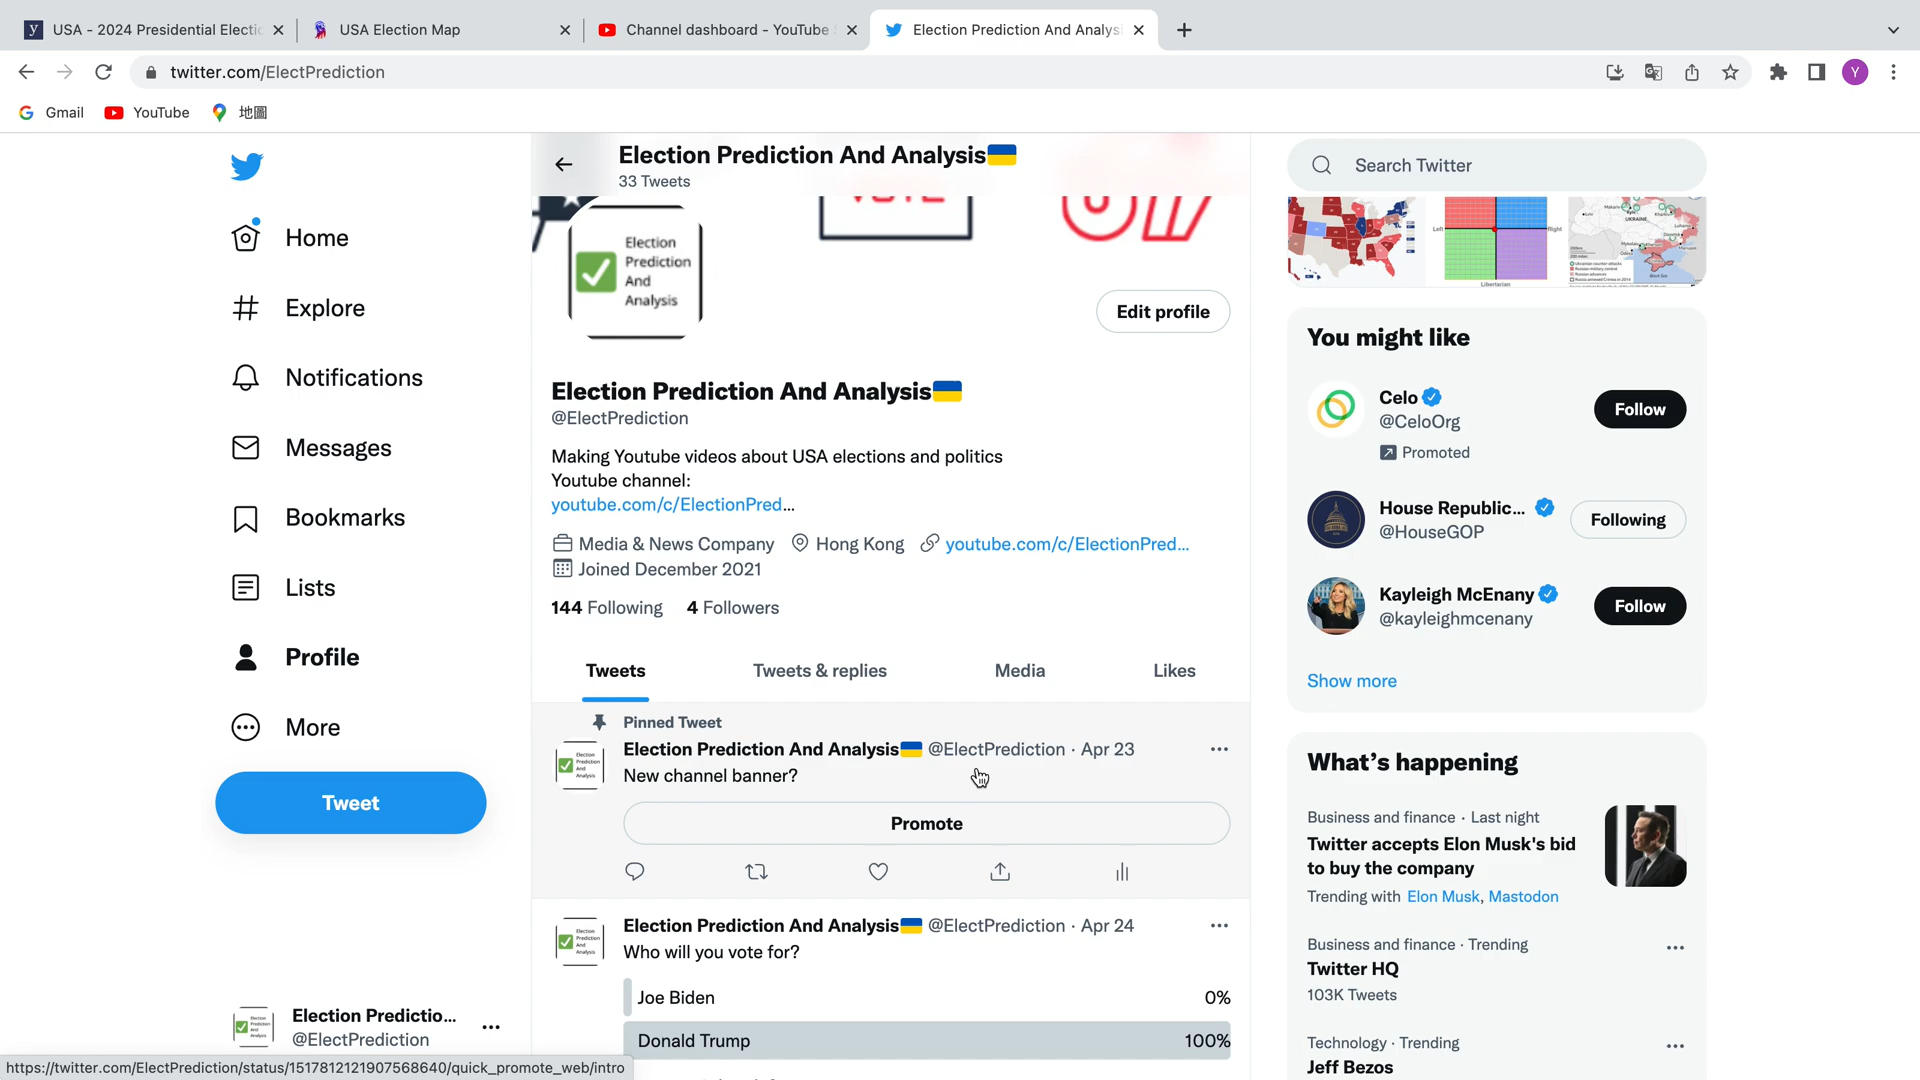 USA - 2024 Presidential Electi
USA Election Map
Channel dashboard - YouTube
Election Prediction And Analysi
twitter.com/ElectPrediction
Y
Gmail
YouTube
地圖
Election Prediction And Analysis
33 Tweets
Search Twitter
Home
Explore
Notifications
Messages
Bookmarks
Lists
Profile
More
Tweet
Election Predictio...
@ElectPrediction
VOTE
Election
Prediction
And
Analysis
Edit profile
Election Prediction And Analysis
@ElectPrediction
Making Youtube videos about USA elections and politics
Youtube channel:
youtube.com/c/ElectionPred...
Media & News Company Hong Kong youtube.com/c/ElectionPred...
Joined December 2021
144 Following 4 Followers
Tweets Tweets & replies Media Likes
Pinned Tweet
Election Prediction And Analysis @ElectPrediction · Apr 23
New channel banner?
Promote
Election Prediction And Analysis @ElectPrediction · Apr 24
Who will you vote for?
Joe Biden 0%
Donald Trump 100%
Left
Right
Libertarian
UKRAINE
You might like
Celo
@CeloOrg
Promoted
Follow
House Republic...
@HouseGOP
Following
Kayleigh McEnany
@kayleighmcenany
Follow
Show more
What's happening
Business and finance · Last night
Twitter accepts Elon Musk's bid
to buy the company
Trending with Elon Musk, Mastodon
Business and finance · Trending
Twitter HQ
103K Tweets
Technology · Trending
Jeff Bezos
https://twitter.com/ElectPrediction/status/1517812121907568640/quick_promote_web/intro